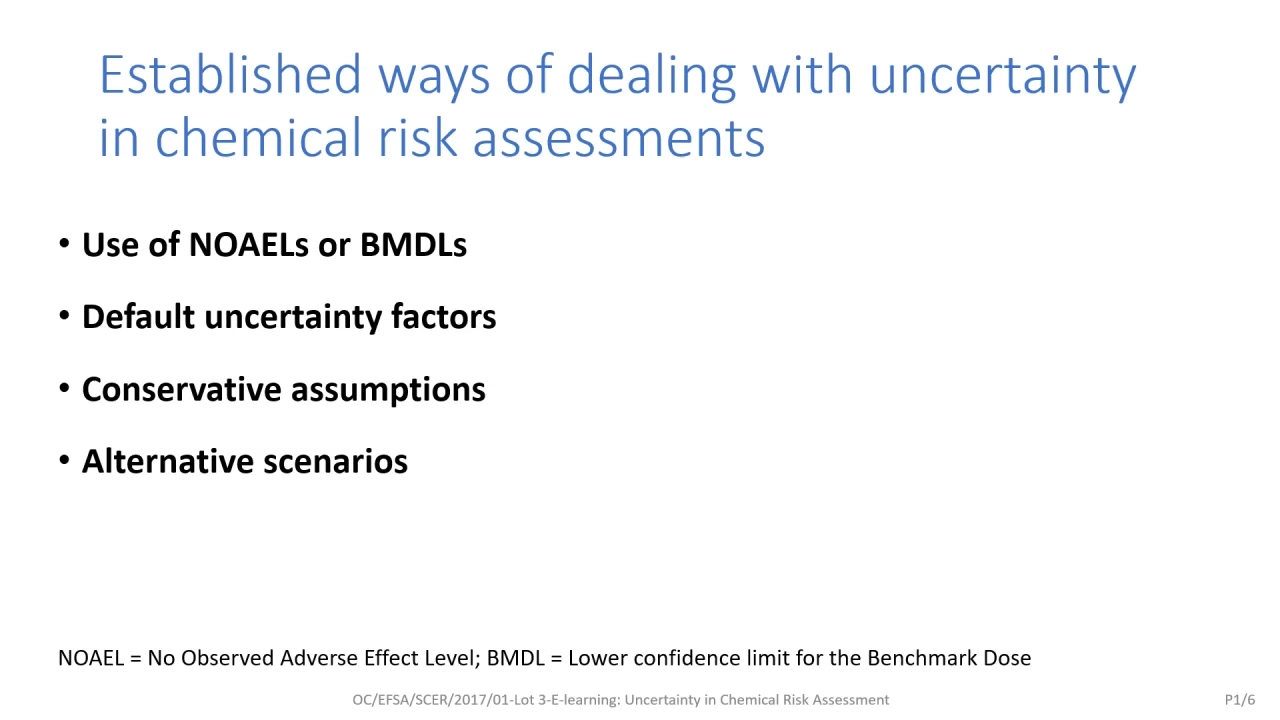 Established ways of dealing with uncertainty
in chemical risk assessments
• Use of NOAELs or BMDLs
• Default uncertainty factors
• Conservative assumptions
• Alternative scenarios
NOAEL = No Observed Adverse Effect Level; BMDL = Lower confidence limit for the Benchmark Dose
OC/EFSA/SCER/2017/01-Lot 3-E-learning: Uncertainty in Chemical Risk Assessment
P1/6